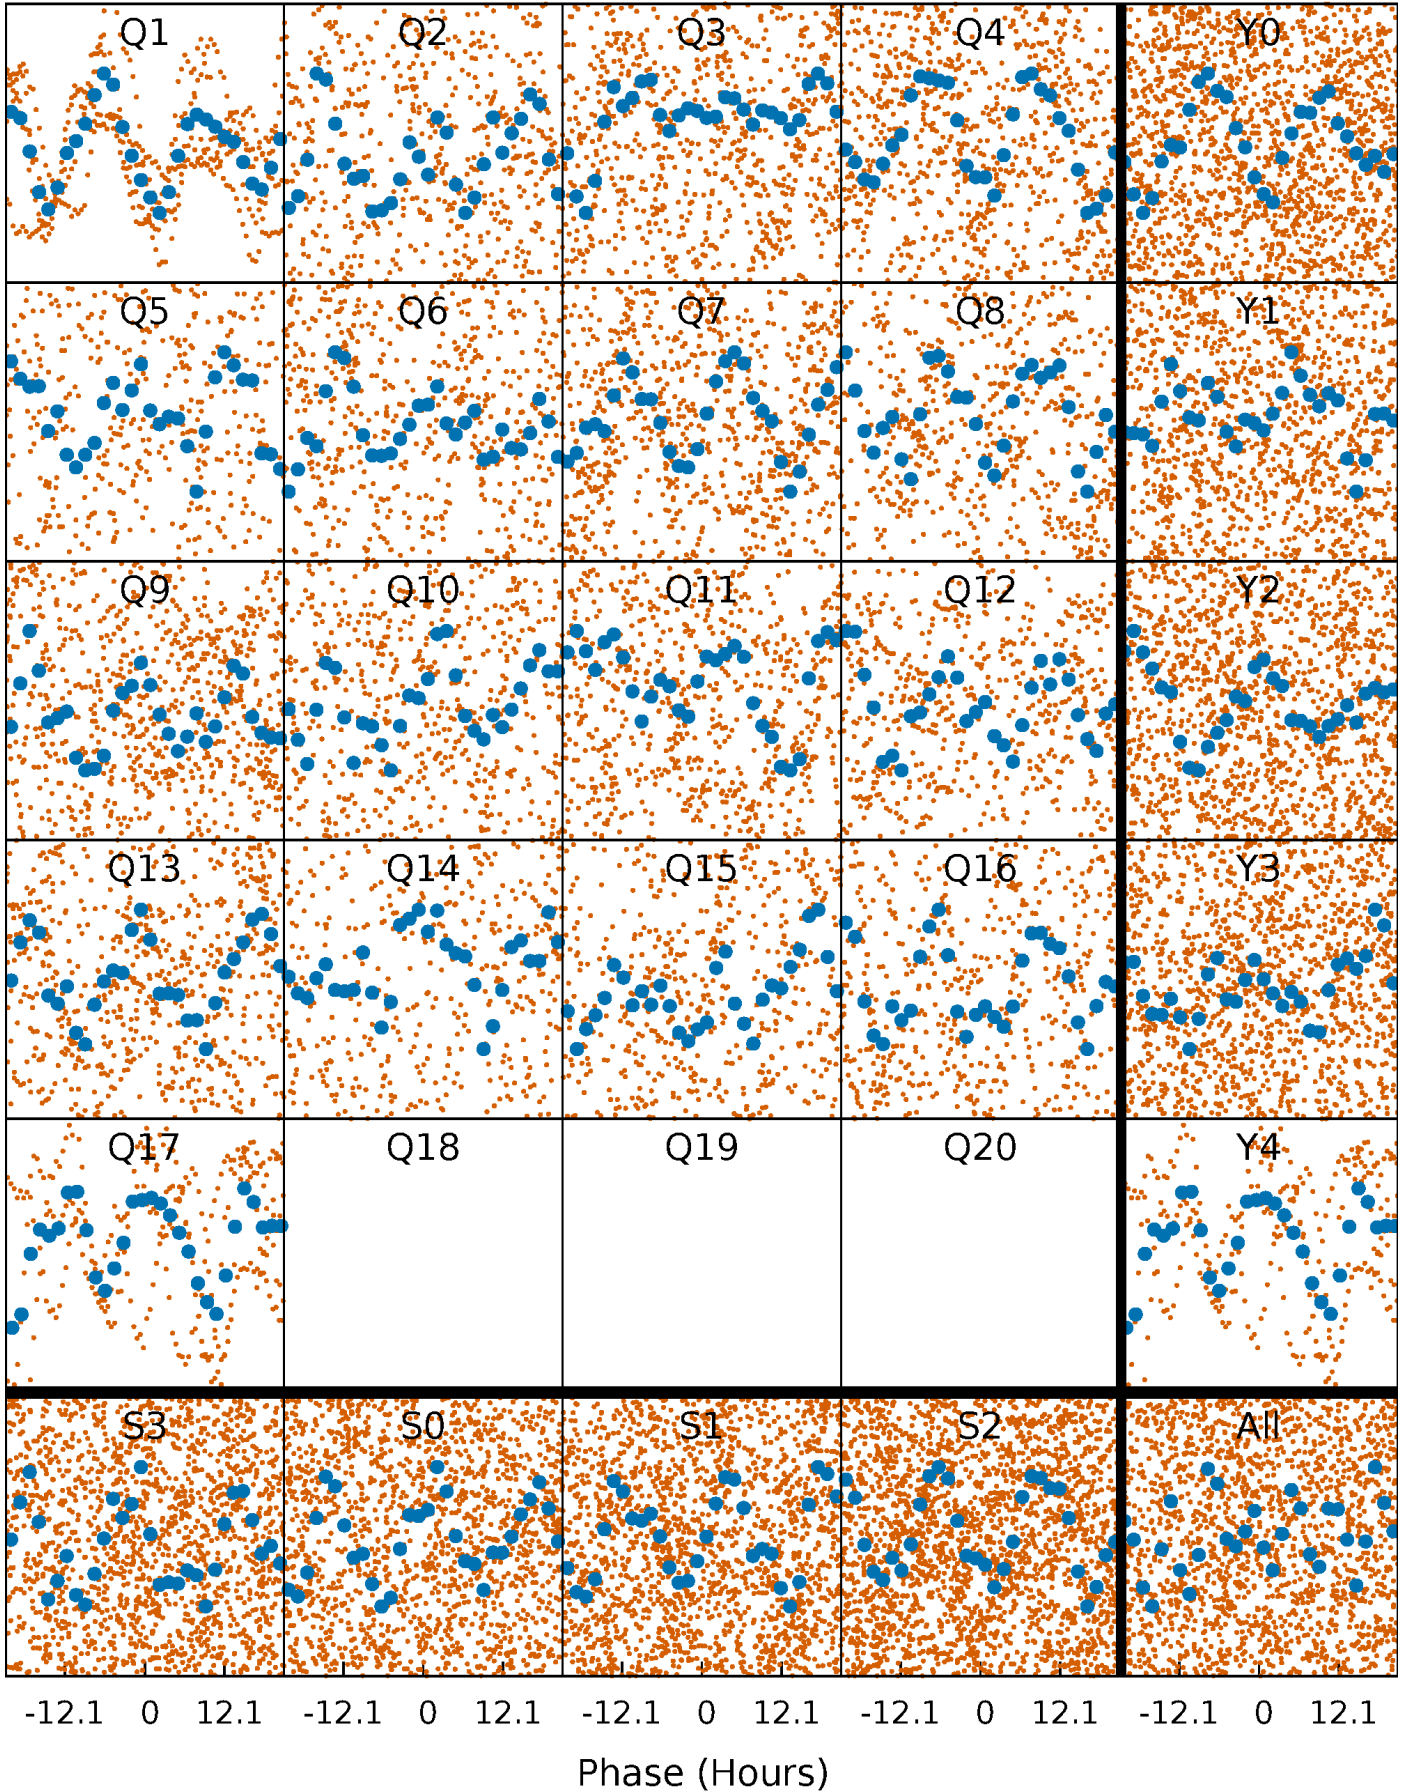 Q1 Q2 Q3 Q4 Y0
Q5 Q6 Q7 Q8 Y1
Q9 Q10 Q11 Q12 Y2
Q13 Q14 Q15 Q16 Y3
Q17 Q18 Q19 Q20 Y4
S3 S0 S1 S2 All
-12.1 0 12.1 -12.1 0 12.1 -12.1 0 12.1 -12.1 0 12.1 -12.1 0 12.1
Phase (Hours)